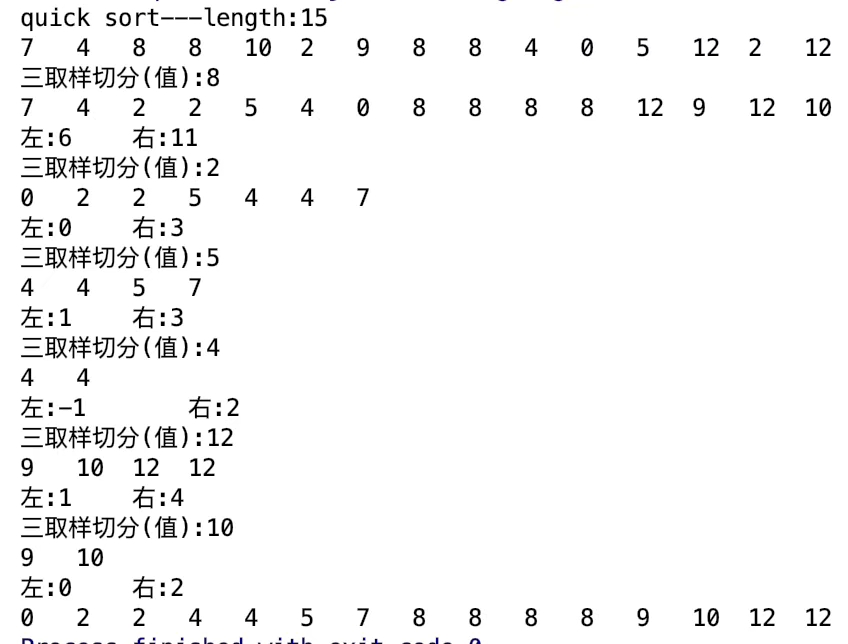 quick sort---length:15
7 4 8 8 10 2 9 8 8 4 0 5 12 2 12
三取样切分(值):8
7 4 2 2 5 4 0 8 8 8 8 12 9 12 10
左:6 右:11
三取样切分(值):2
0 2 2 5 4 4 7
左:0 右:3
三取样切分(值):5
4 4 5 7
左:1 右:3
三取样切分(值):4
4 4
左:-1 右:2
三取样切分(值):12
9 10 12 12
左:1 右:4
三取样切分(值):10
9 10
左:0 右:2
0 2 2 4 4 5 7 8 8 8 8 9 10 12 12
Process finished with exit code 0